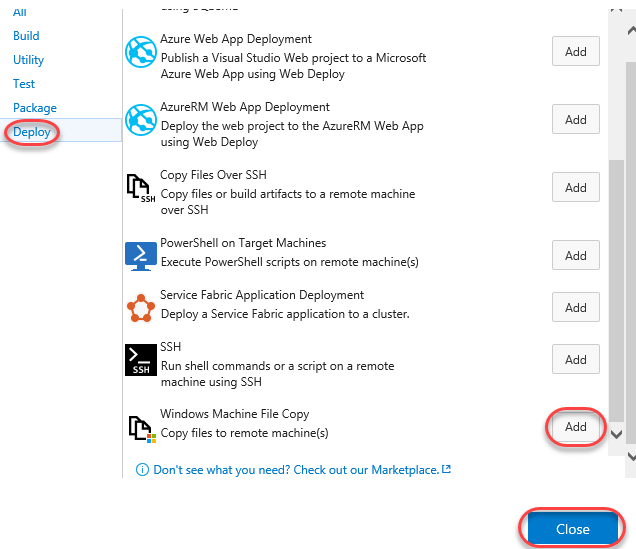 using SQLCMD
All
Build
Utility
Test
Package
Deploy
Azure Web App Deployment
Publish a Visual Studio Web project to a Microsoft
Azure Web App using Web Deploy
Add
AzureRM Web App Deployment
Deploy the web project to the AzureRM Web App
using Web Deploy
Add
Copy Files Over SSH
Copy files or build artifacts to a remote machine
over SSH
SSH
Add
PowerShell on Target Machines
Execute PowerShell scripts on remote machine(s)
Add
Service Fabric Application Deployment
Deploy a Service Fabric application to a cluster.
Add
SSH
Run shell commands or a script on a remote
machine using SSH
SSH
Add
Windows Machine File Copy
Copy files to remote machine(s)
Add
Don't see what you need? Check out our Marketplace.
Close